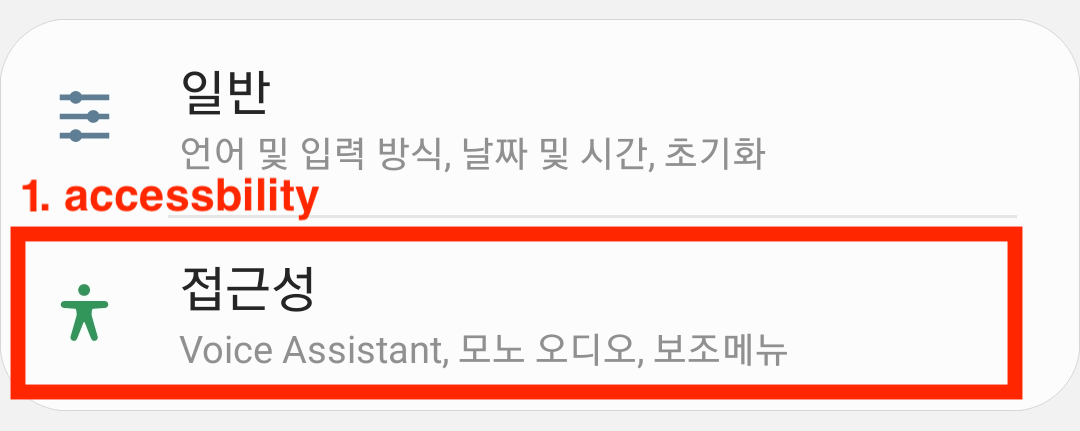 일반
언어 및 입력 방식, 날짜 및 시간, 초기화
1. accessbility
접근성
Voice Assistant, 모노 오디오, 보조메뉴